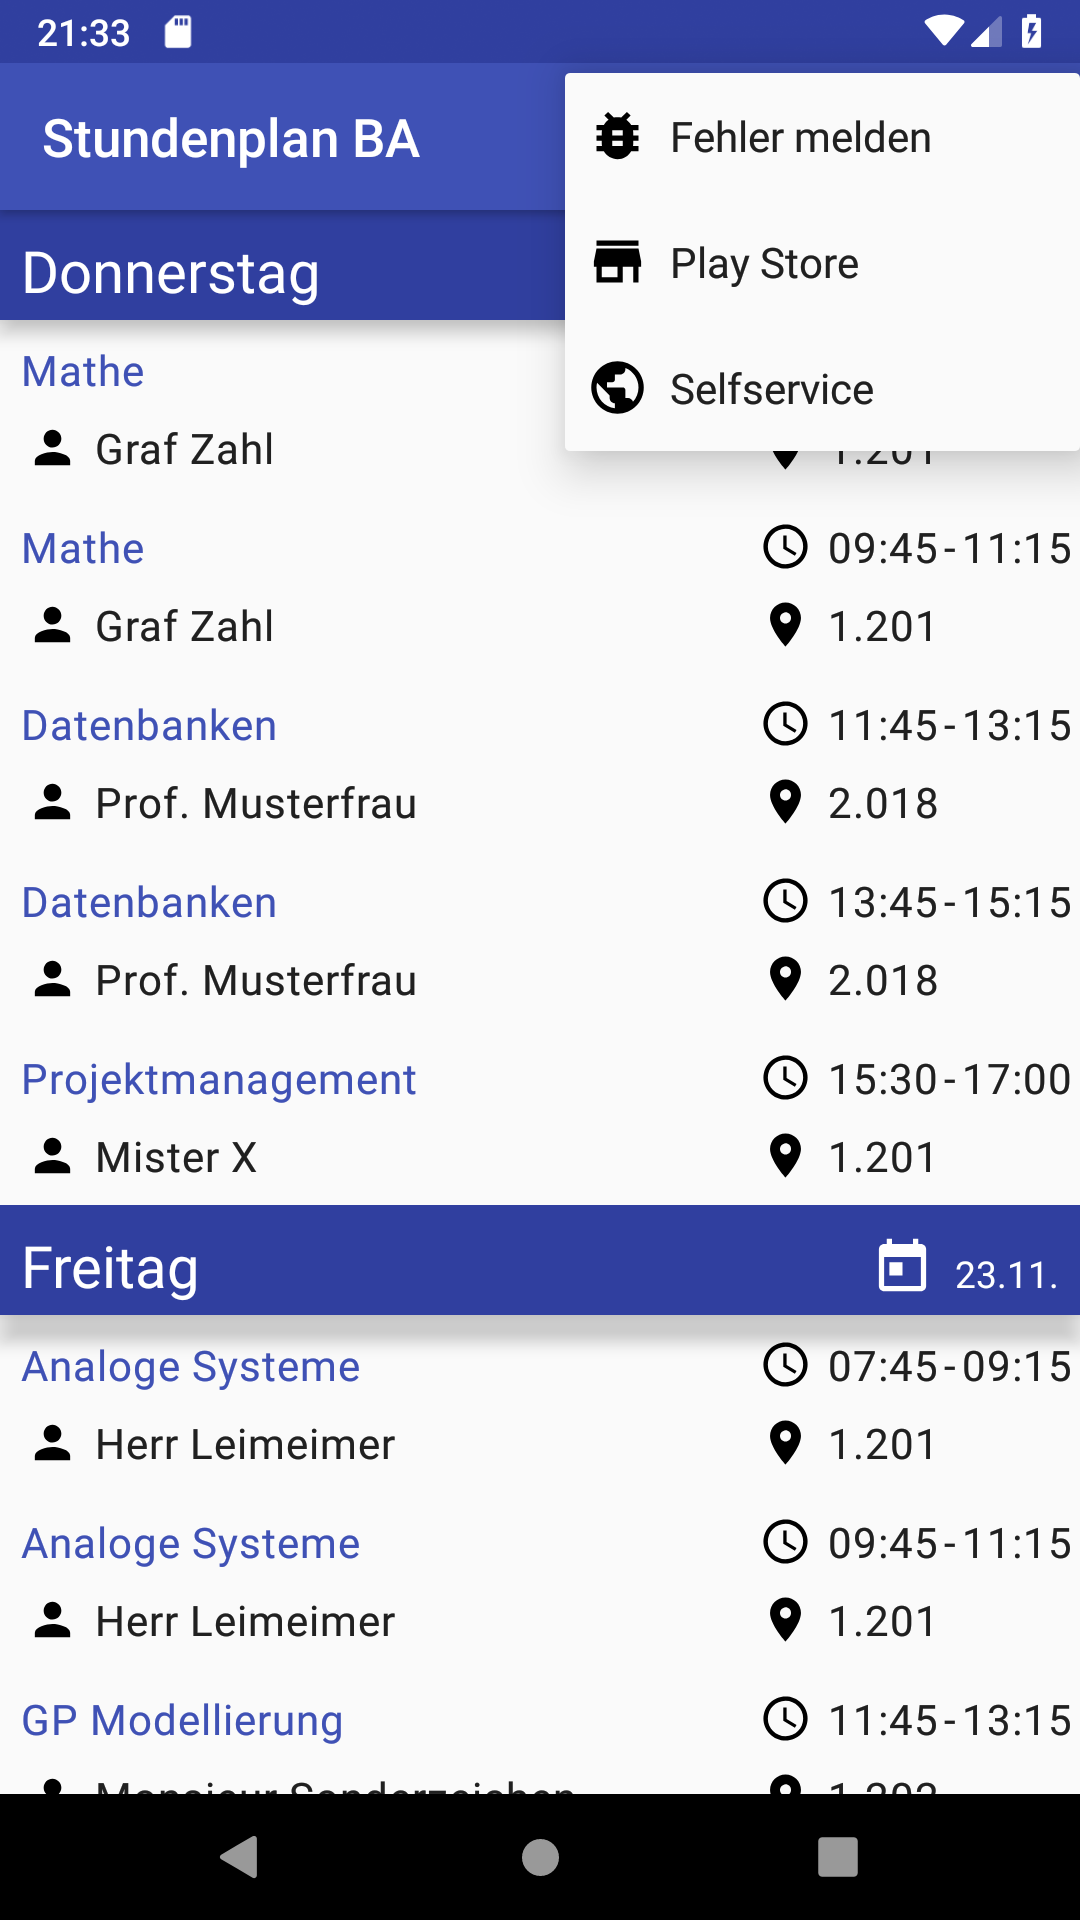 21:33
Stundenplan BA
Fehler melden
Play Store
Selfservice
Donnerstag
Mathe
Graf Zahl
1.201
Mathe
09:45-11:15
Graf Zahl
1.201
Datenbanken
11:45-13:15
Prof. Musterfrau
2.018
Datenbanken
13:45-15:15
Prof. Musterfrau
2.018
Projektmanagement
15:30-17:00
Mister X
1.201
Freitag
23.11.
Analoge Systeme
07:45-09:15
Herr Leimeimer
1.201
Analoge Systeme
09:45-11:15
Herr Leimeimer
1.201
GP Modellierung
11:45-13:15
Monsieur Sonderzeichen